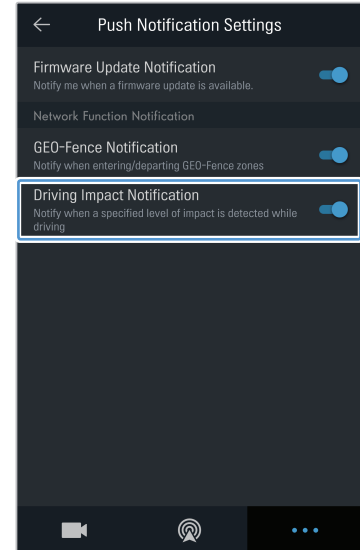 Push Notification Settings
Firmware Update Notification
Notify me when a firmware update is available.
Network Function Notification
GEO-Fence Notification
Notify when entering/departing GEO-Fence zones
Driving Impact Notification
Notify when a specified level of impact is detected while
driving